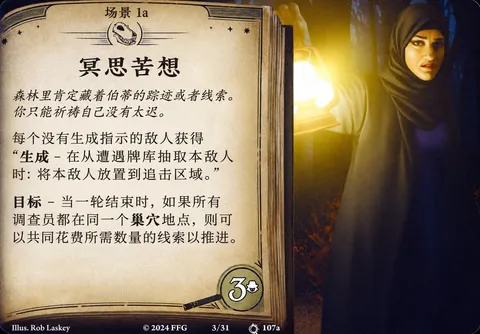 场景 1a
冥思苦想
森林里肯定藏着伯蒂的踪迹或者线索。
你只能祈祷自己没有太迟。
每个没有生成指示的敌人获得
“生成 – 在从遭遇牌库抽取本敌人
时：将本敌人放置到追击区域。”
目标 – 当一轮结束时，如果所有
调查员都在同一个巢穴地点，则可
以共同花费所需数量的线索以推进。
3
Illus. Rob Laskey
© 2024 FFG
3/31
107a